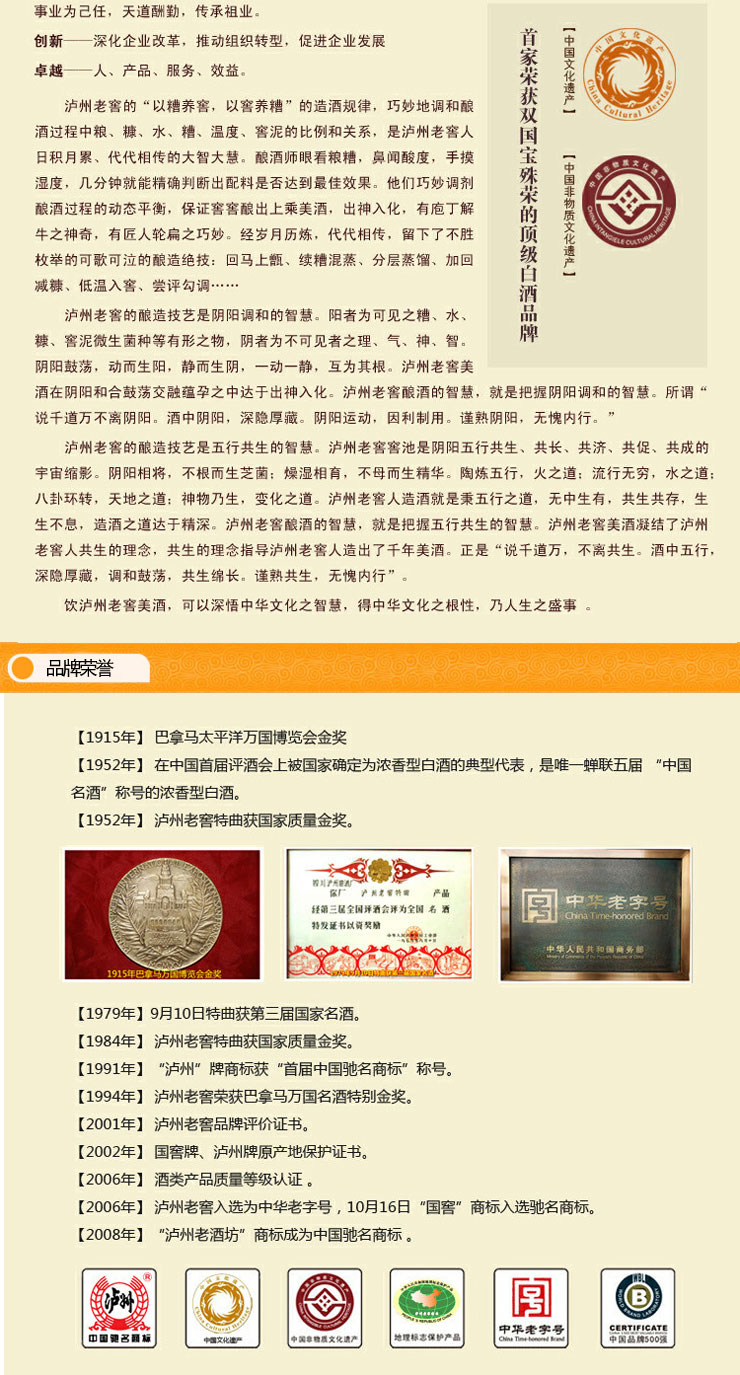 事业为己任，天道酬勤，传承祖业。
创新——深化企业改革，推动组织转型，促进企业发展
卓越——人、产品、服务、效益。
泸州老窖的“以糟养窖，以窖养糟”的造酒规律，巧妙地调和酿
酒过程中粮、糠、水、糟、温度、窖泥的比例和关系，是泸州老窖人
日积月累、代代相传的大智大慧。酿酒师眼看粮糟，鼻闻酸度，手摸
湿度，几分钟就能精确判断出配料是否达到最佳效果。他们巧妙调剂
酿酒过程的动态平衡，保证窖窖酿出上乘美酒，出神入化，有庖丁解
牛之神奇，有匠人轮扁之巧妙。经岁月历炼，代代相传，留下了不胜
枚举的可歌可泣的酿造绝技：回马上甑、续糟混蒸、分层蒸馏、加回
减糠、低温入窖、尝评勾调……
泸州老窖的酿造技艺是阴阳调和的智慧。阳者为可见之糟、水、
糠、窖泥微生菌种等有形之物，阴者为不可见者之理、气、神、智。
阴阳鼓荡，动而生阳，静而生阴，一动一静，互为其根。泸州老窖美
酒在阴阳和合鼓荡交融蕴孕之中达于出神入化。泸州老窖酿酒的智慧，就是把握阴阳调和的智慧。所谓“
说千道万不离阴阳。酒中阴阳，深隐厚藏。阴阳运动，因利制用。谨熟阴阳，无愧内行。”
泸州老窖的酿造技艺是五行共生的智慧。泸州老窖窖池是阴阳五行共生、共长、共济、共促、共成的
宇宙缩影。阴阳相将，不根而生芝菌；燥湿相育，不母而生精华。陶炼五行，火之道；流行无穷，水之道；
八卦环转，天地之道；神物乃生，变化之道。泸州老窖人造酒就是秉五行之道，无中生有，共生共存，生
生不息，造酒之道达于精深。泸州老窖酿酒的智慧，就是把握五行共生的智慧。泸州老窖美酒凝结了泸州
老窖人共生的理念，共生的理念指导泸州老窖人造出了千年美酒。正是“说千道万，不离共生。酒中五行，
深隐厚藏，调和鼓荡，共生绵长。谨熟共生，无愧内行”。
饮泸州老窖美酒，可以深悟中华文化之智慧，得中华文化之根性，乃人生之盛事 。
首家荣获双国宝殊荣的顶级白酒品牌
【中国文化遗产】
中国文化遗产
China Cultural Heritage
【中国非物质文化遗产】
中国非物质文化遗产
CHINA INTANGIBLE CULTURAL HERITAGE
品牌荣誉
【1915年】 巴拿马太平洋万国博览会金奖
【1952年】 在中国首届评酒会上被国家确定为浓香型白酒的典型代表，是唯一蝉联五届 “中国
名酒”称号的浓香型白酒。
【1952年】 泸州老窖特曲获国家质量金奖。
1915年巴拿马万国博览会金奖
四川泸州曲酒厂
泸州老窖特曲 产品
经第三届全国评酒会评为全国名酒
特发证书以资奖励
中华老字号
China Time-honored Brand
中华人民共和国商务部
【1979年】9月10日特曲获第三届国家名酒。
【1984年】 泸州老窖特曲获国家质量金奖。
【1991年】 “泸州”牌商标获“首届中国驰名商标”称号。
【1994年】 泸州老窖荣获巴拿马万国名酒特别金奖。
【2001年】 泸州老窖品牌评价证书。
【2002年】 国窖牌、泸州牌原产地保护证书。
【2006年】 酒类产品质量等级认证 。
【2006年】 泸州老窖入选为中华老字号，10月16日“国窖”商标入选驰名商标。
【2008年】 “泸州老酒坊”商标成为中国驰名商标 。
泸州®
中国驰名商标
中国文化遗产
China Cultural Heritage
中国文化遗产
中国非物质文化遗产
地理标志保护产品
中华老字号
China Time-honored Brand
WBL
WORLD BRAND LABORATORY
B
CERTIFICATE
中国品牌500强